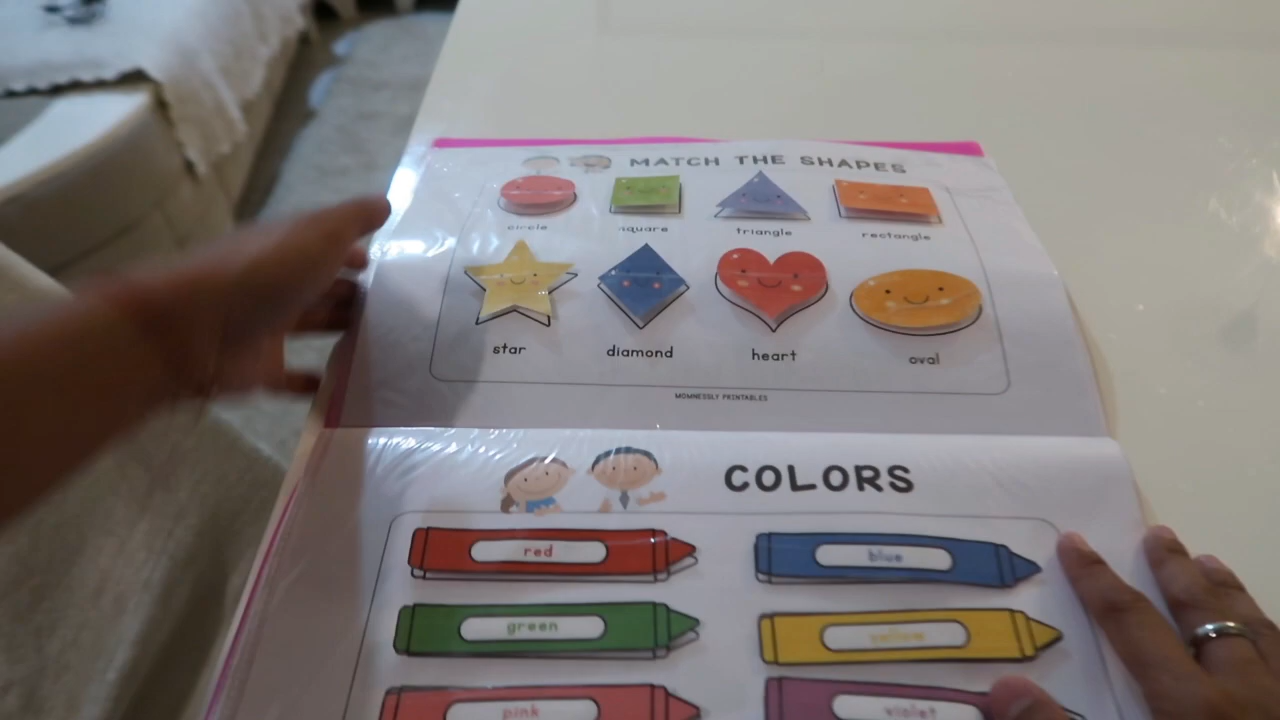 MATCH THE SHAPES
circle square triangle rectangle
star diamond heart oval
MOMNESSLY PRINTABLES
COLORS
red blue
green yellow
pink violet